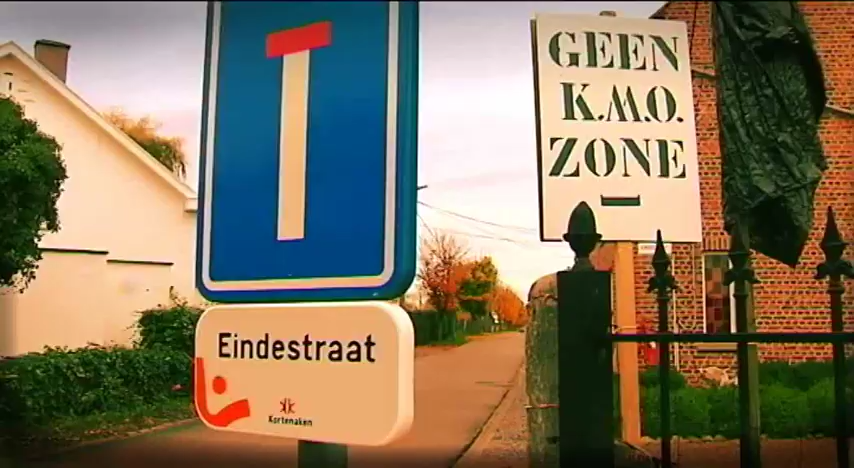 GEEN
K.M.O.
ZONE
Eindestraat
Kortenaken